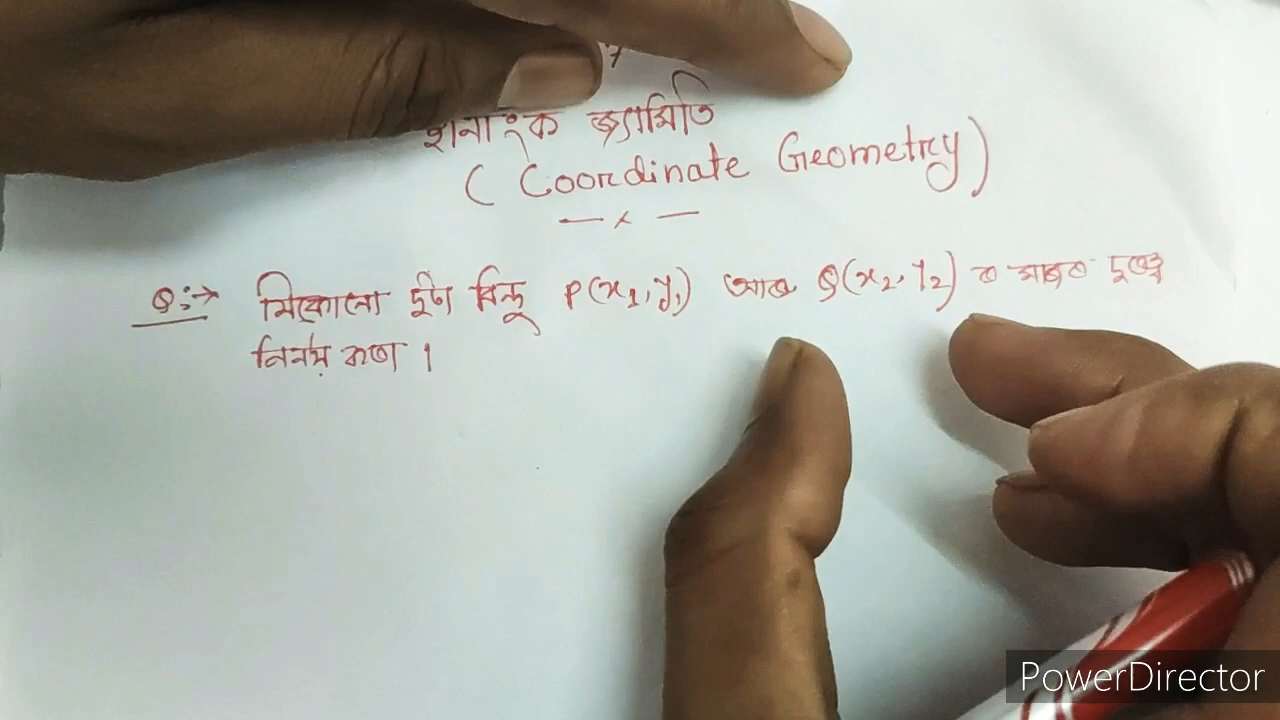 স্থানাংক জ্যামিতি
( Coordinate Geometry )
Q:→ যিকোনো দুটা বিন্দু P(x₁, y₁) আৰু Q(x₂, y₂) ৰ মাজৰ দূৰত্ব
নিৰ্ণয় কৰা ।
PowerDirector